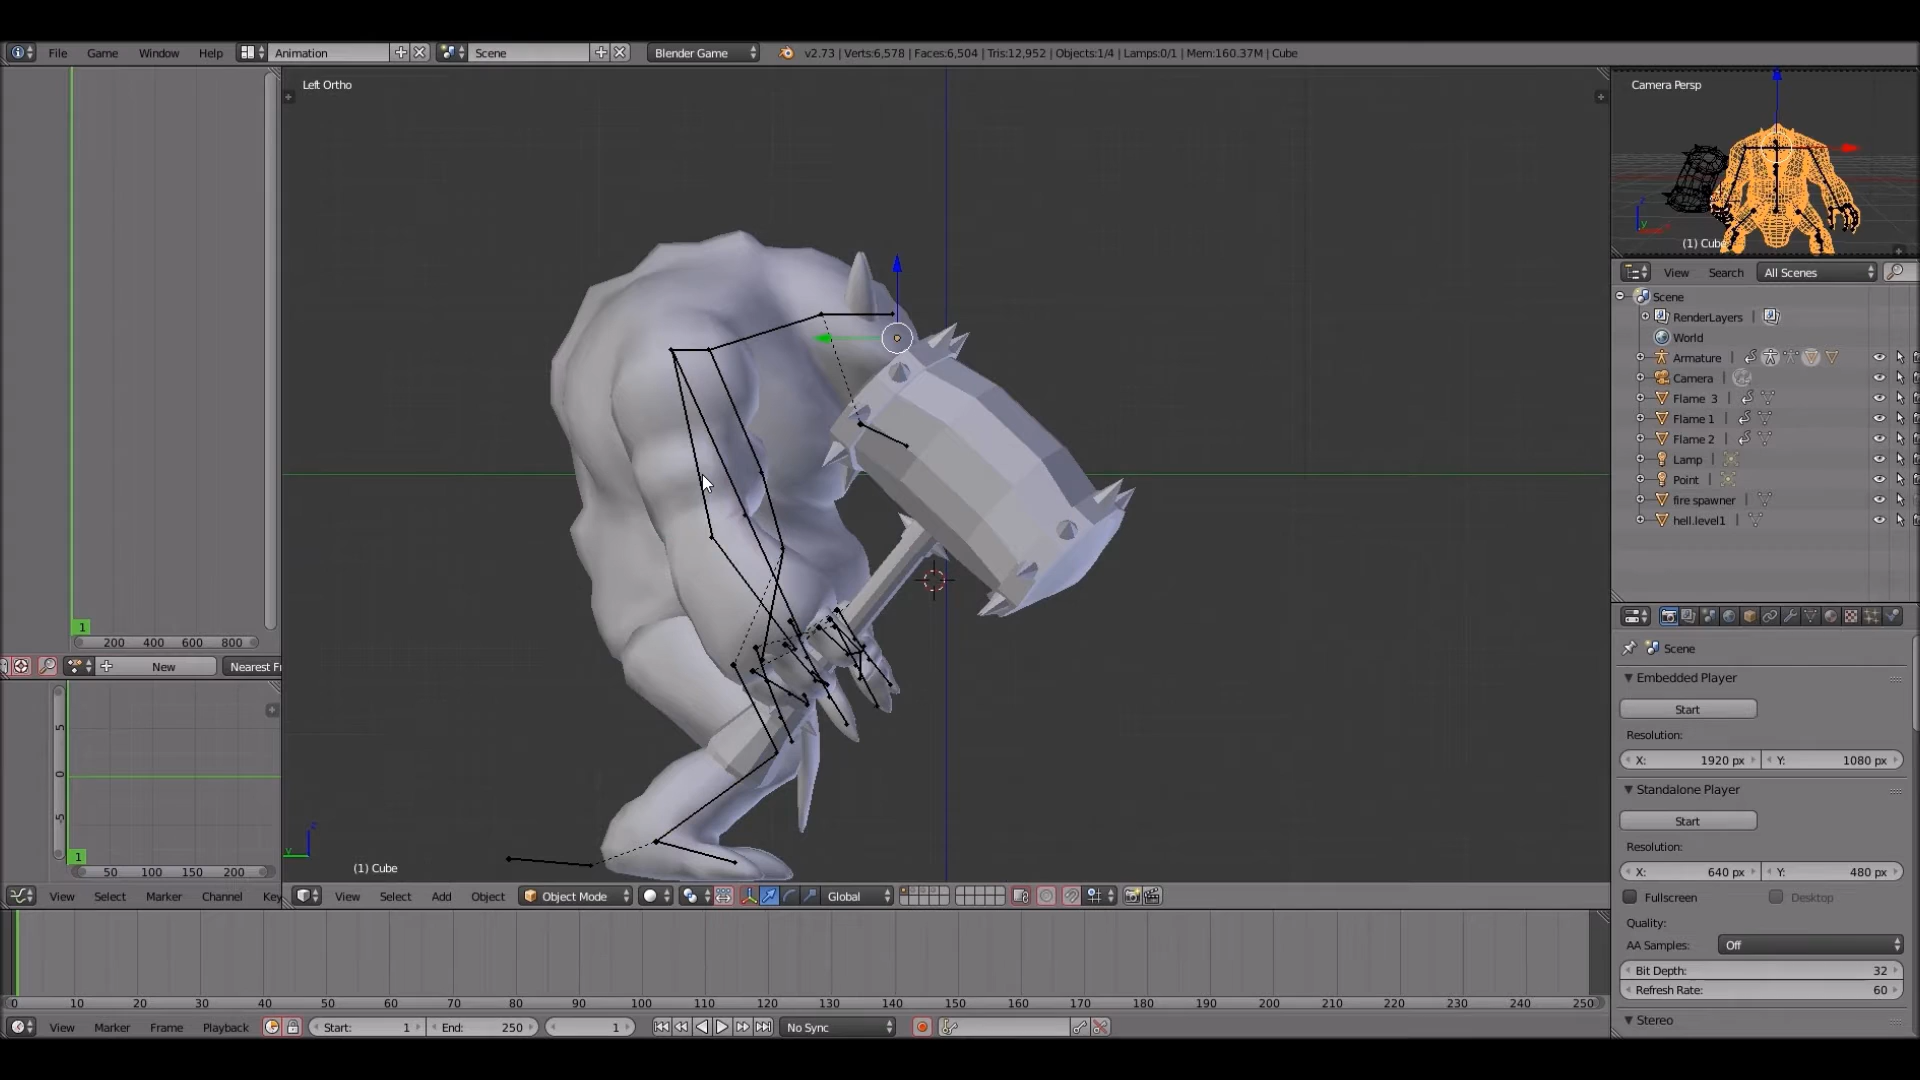 File Game Window Help Animation Scene Blender Game v2.73 | Verts:6,578 | Faces:6,504 | Tris:12,952 | Objects:1/4 | Lamps:0/1 | Mem:160.37M | Cube
Left Ortho
Camera Persp
(1) Cube
View Search All Scenes
Scene
RenderLayers |
World
Armature |
Camera |
Flame 3 |
Flame 1 |
Flame 2 |
Lamp |
Point |
fire spawner |
hell.level1 |
1
200 400 600 800
New Nearest Fr
5
0
-5
1
50 100 150 200
View Select Marker Channel Key
z
y
(1) Cube
View Select Add Object Object Mode Global
Scene
Embedded Player
Start
Resolution:
X: 1920 px Y: 1080 px
Standalone Player
Start
Resolution:
X: 640 px Y: 480 px
Fullscreen Desktop
Quality:
AA Samples: Off
Bit Depth: 32
Refresh Rate: 60
Stereo
0 10 20 30 40 50 60 70 80 90 100 110 120 130 140 150 160 170 180 190 200 210 220 230 240 250
View Marker Frame Playback Start: 1 End: 250 1 No Sync